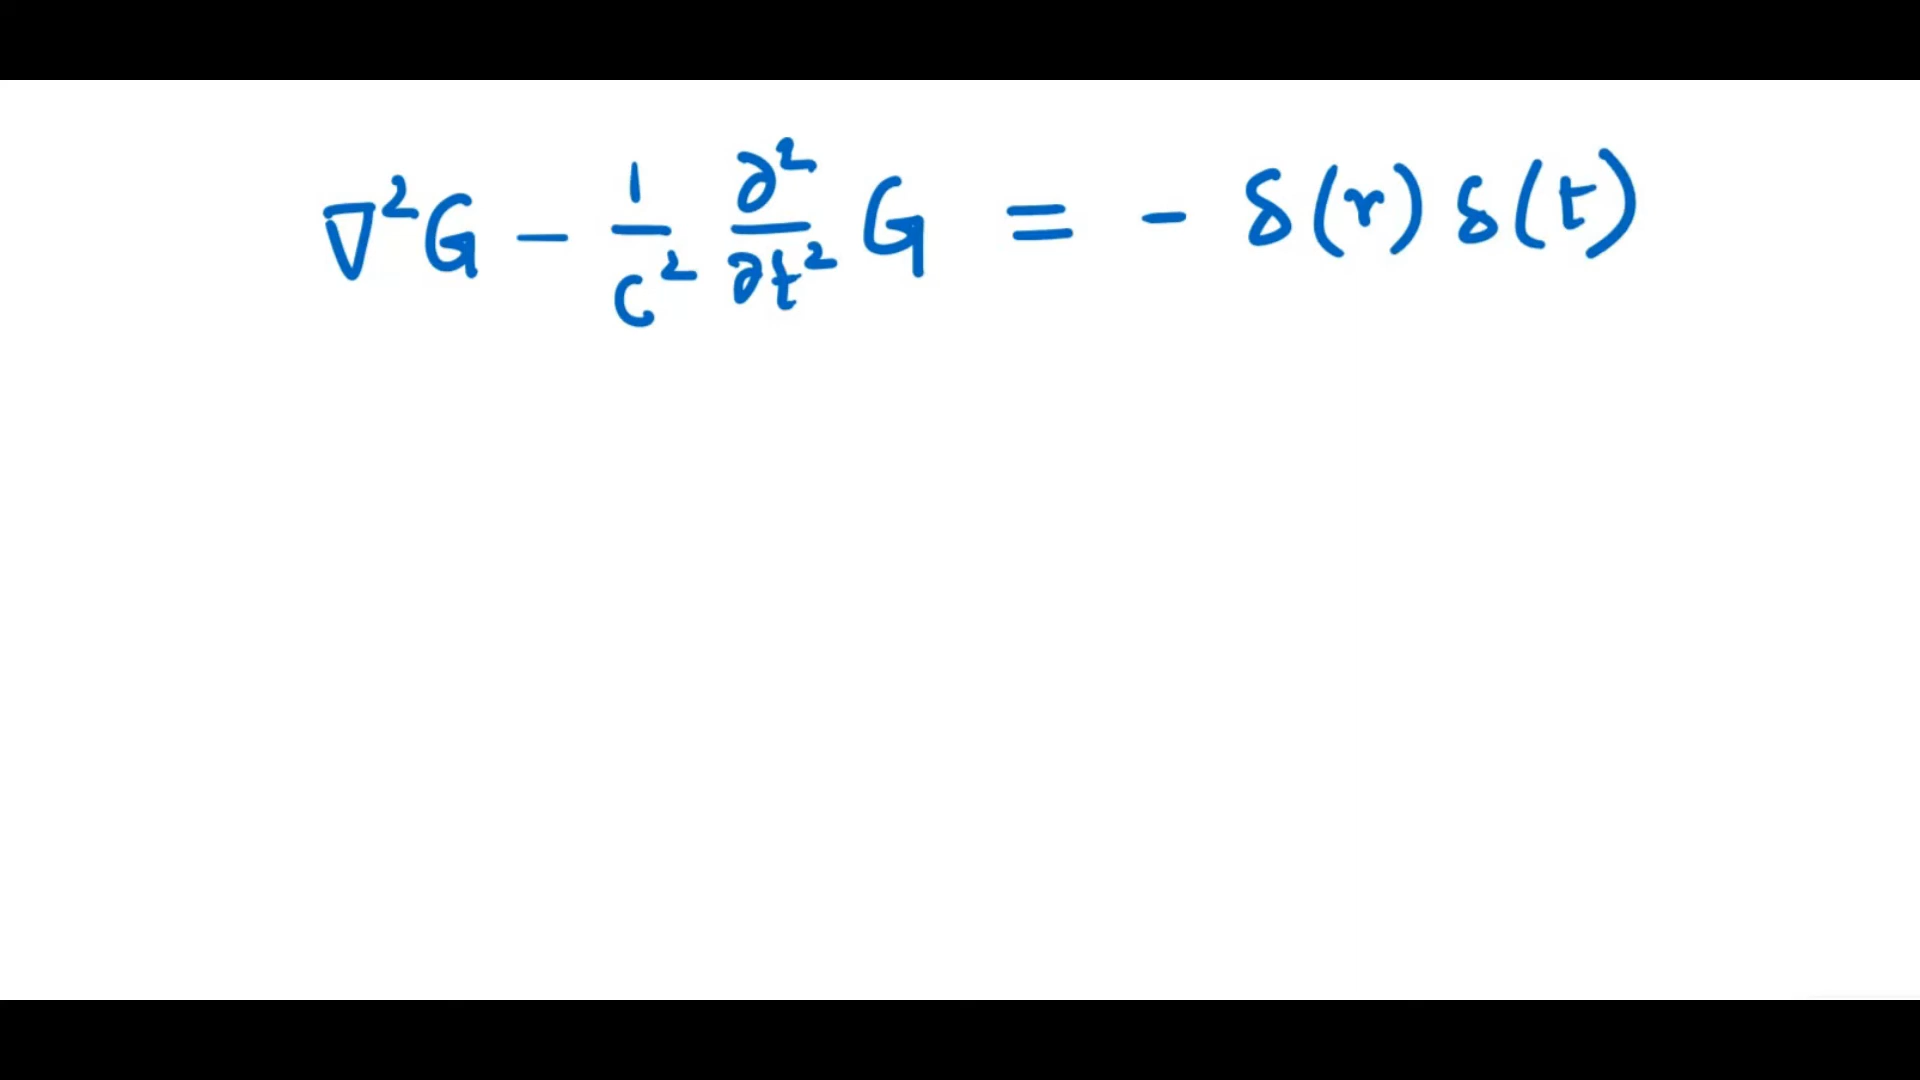 ∇²G − 1/c² ∂²/∂t² G = − δ(r) δ(t)